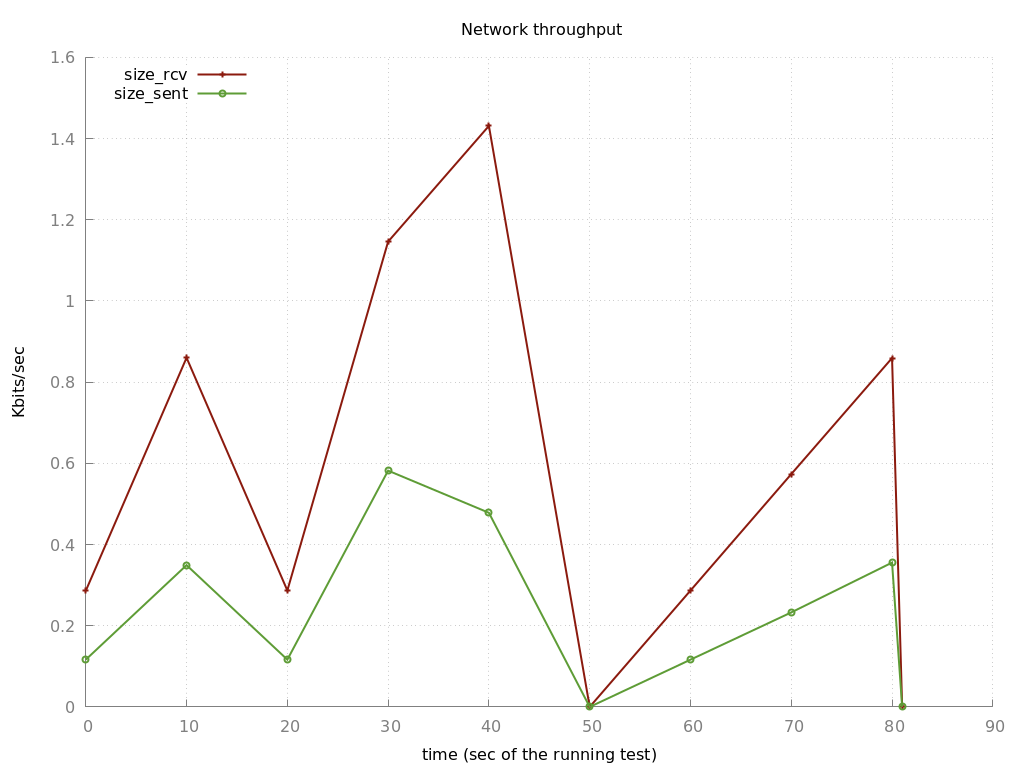 Network throughput
1.6
1.4
1.2
1
0.8
0.6
0.4
0.2
0
size_rcv
size_sent
Kbits/sec
0 10 20 30 40 50 60 70 80 90
time (sec of the running test)